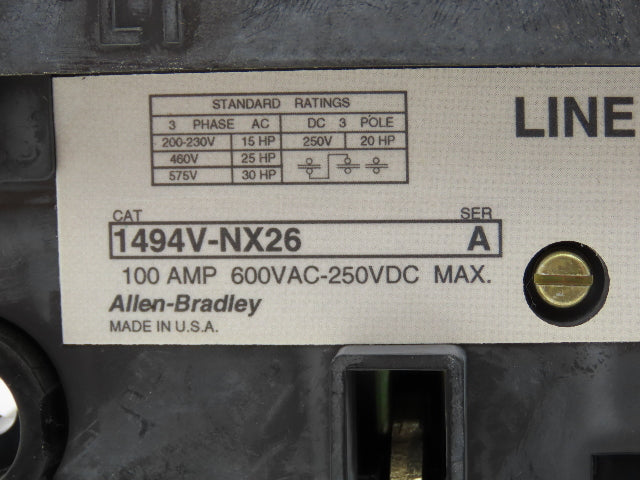 LINE
STANDARD RATINGS
3 PHASE AC DC 3 POLE
200-230V 15 HP 250V 20 HP
460V 25 HP
575V 30 HP
CAT SER
1494V-NX26 A
100 AMP 600VAC-250VDC MAX.
Allen-Bradley
MADE IN U.S.A.